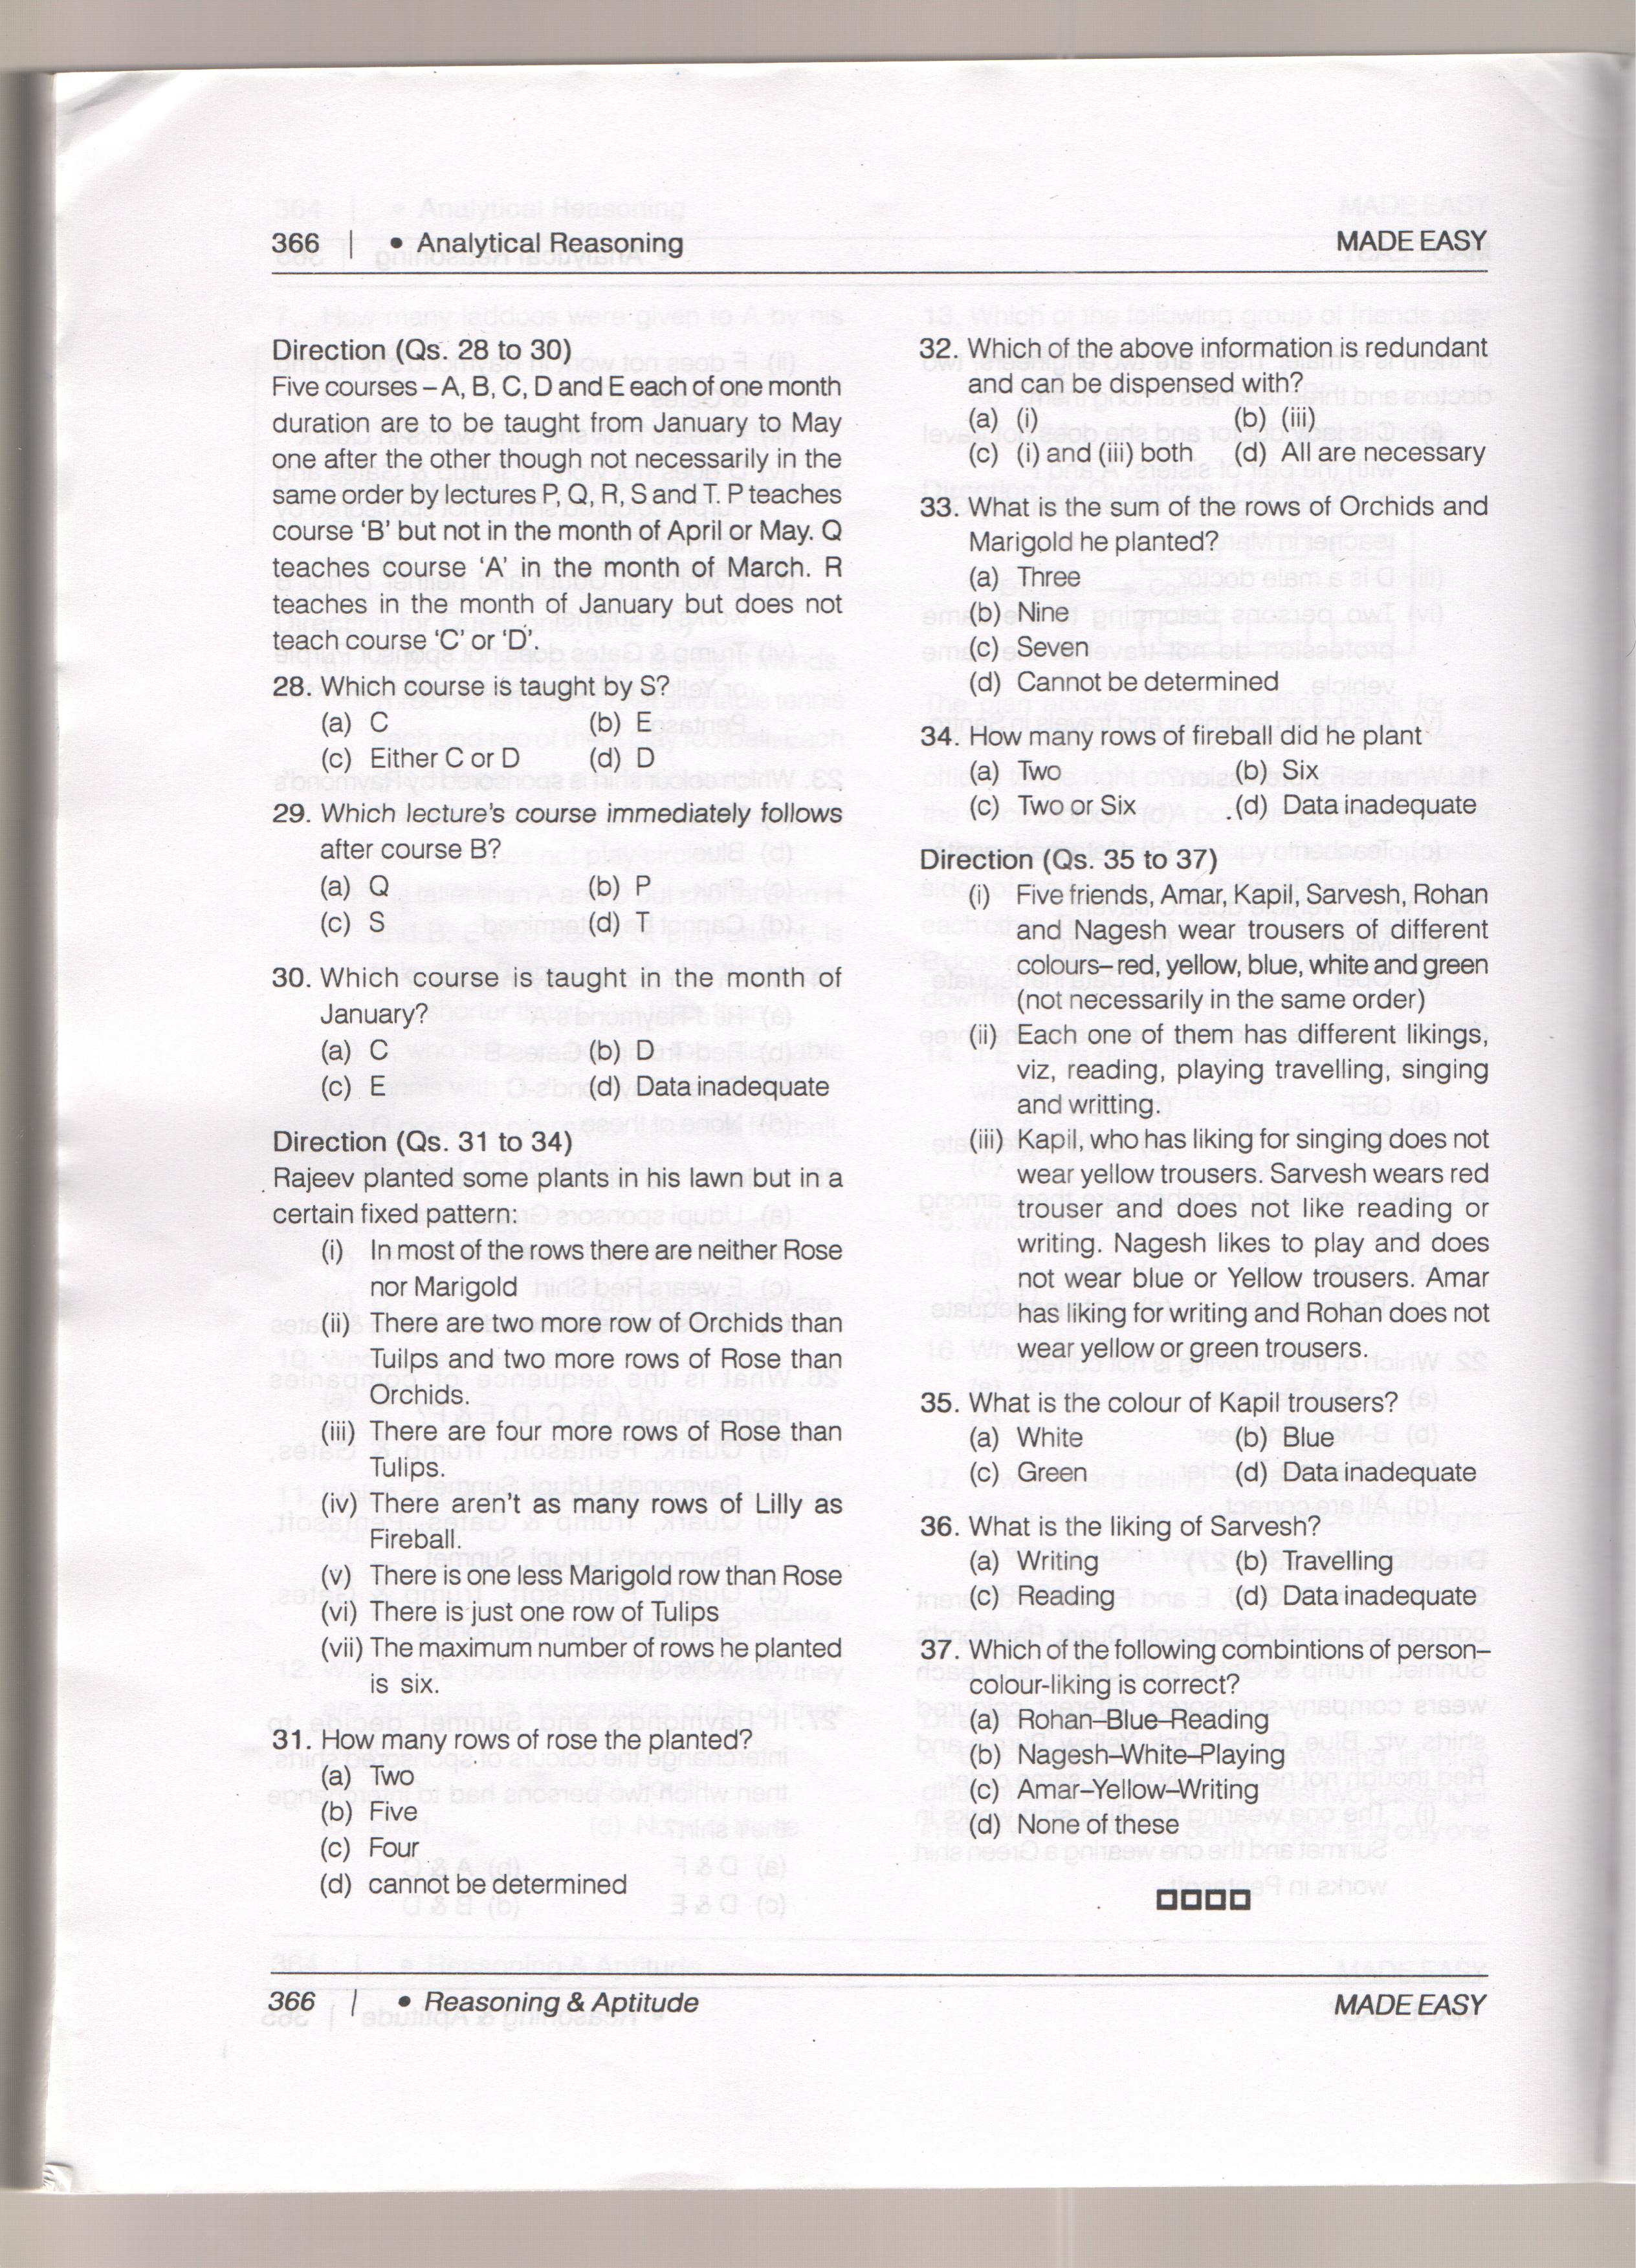 366 | • Analytical Reasoning
MADE EASY
Direction (Qs. 28 to 30)
Five courses – A, B, C, D and E each of one month
duration are to be taught from January to May
one after the other though not necessarily in the
same order by lectures P, Q, R, S and T. P teaches
course ‘B’ but not in the month of April or May. Q
teaches course ‘A’ in the month of March. R
teaches in the month of January but does not
teach course ‘C’ or ‘D’.
28. Which course is taught by S?
(a) C (b) E
(c) Either C or D (d) D
29. Which lecture’s course immediately follows
after course B?
(a) Q (b) P
(c) S (d) T
30. Which course is taught in the month of
January?
(a) C (b) D
(c) E (d) Data inadequate
Direction (Qs. 31 to 34)
Rajeev planted some plants in his lawn but in a
certain fixed pattern:
(i) In most of the rows there are neither Rose
nor Marigold
(ii) There are two more row of Orchids than
Tuilps and two more rows of Rose than
Orchids.
(iii) There are four more rows of Rose than
Tulips.
(iv) There aren’t as many rows of Lilly as
Fireball.
(v) There is one less Marigold row than Rose
(vi) There is just one row of Tulips
(vii) The maximum number of rows he planted
is six.
31. How many rows of rose the planted?
(a) Two
(b) Five
(c) Four
(d) cannot be determined
32. Which of the above information is redundant
and can be dispensed with?
(a) (i) (b) (iii)
(c) (i) and (iii) both (d) All are necessary
33. What is the sum of the rows of Orchids and
Marigold he planted?
(a) Three
(b) Nine
(c) Seven
(d) Cannot be determined
34. How many rows of fireball did he plant
(a) Two (b) Six
(c) Two or Six (d) Data inadequate
Direction (Qs. 35 to 37)
(i) Five friends, Amar, Kapil, Sarvesh, Rohan
and Nagesh wear trousers of different
colours– red, yellow, blue, white and green
(not necessarily in the same order)
(ii) Each one of them has different likings,
viz, reading, playing travelling, singing
and writting.
(iii) Kapil, who has liking for singing does not
wear yellow trousers. Sarvesh wears red
trouser and does not like reading or
writing. Nagesh likes to play and does
not wear blue or Yellow trousers. Amar
has liking for writing and Rohan does not
wear yellow or green trousers.
35. What is the colour of Kapil trousers?
(a) White (b) Blue
(c) Green (d) Data inadequate
36. What is the liking of Sarvesh?
(a) Writing (b) Travelling
(c) Reading (d) Data inadequate
37. Which of the following combintions of person–
colour-liking is correct?
(a) Rohan–Blue–Reading
(b) Nagesh–White–Playing
(c) Amar–Yellow–Writing
(d) None of these
366 | • Reasoning & Aptitude
MADE EASY